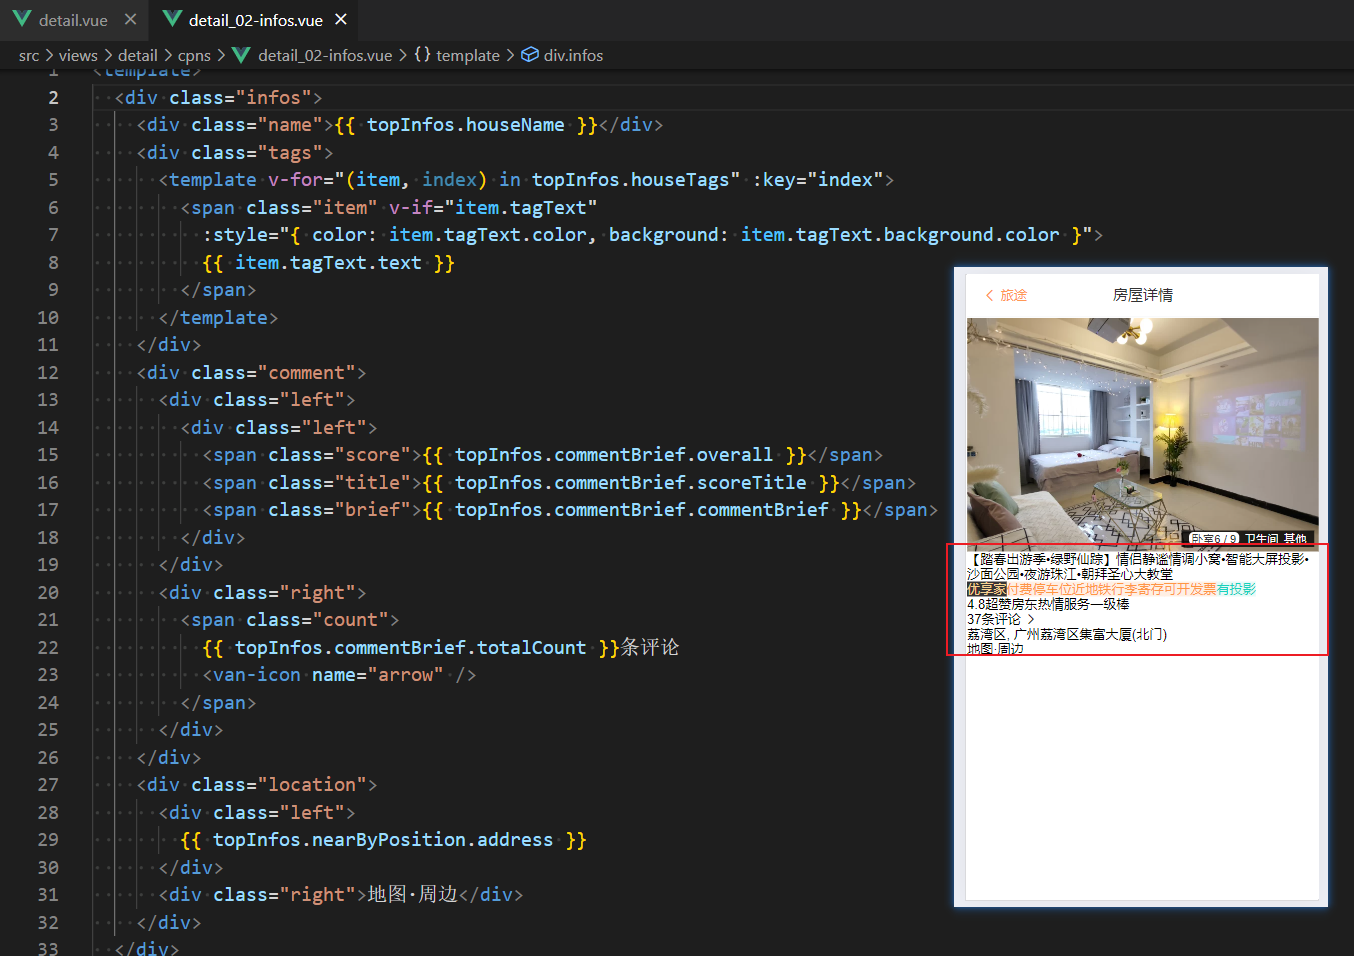 detail.vue × detail_02-infos.vue ×
src > views > detail > cpns > detail_02-infos.vue > {} template > div.infos
1 <template>
2 <div class="infos">
3 <div class="name">{{ topInfos.houseName }}</div>
4 <div class="tags">
5 <template v-for="(item, index) in topInfos.houseTags" :key="index">
6 <span class="item" v-if="item.tagText"
7 :style="{ color: item.tagText.color, background: item.tagText.background.color }">
8 {{ item.tagText.text }}
9 </span>
10 </template>
11 </div>
12 <div class="comment">
13 <div class="left">
14 <div class="left">
15 <span class="score">{{ topInfos.commentBrief.overall }}</span>
16 <span class="title">{{ topInfos.commentBrief.scoreTitle }}</span>
17 <span class="brief">{{ topInfos.commentBrief.commentBrief }}</span>
18 </div>
19 </div>
20 <div class="right">
21 <span class="count">
22 {{ topInfos.commentBrief.totalCount }}条评论
23 <van-icon name="arrow" />
24 </span>
25 </div>
26 </div>
27 <div class="location">
28 <div class="left">
29 {{ topInfos.nearByPosition.address }}
30 </div>
31 <div class="right">地图·周边</div>
32 </div>
33 </div>
< 旅途 房屋详情
卧室6 / 9 卫生间 其他
【踏春出游季•绿野仙踪】情侣静谧情调小窝•智能大屏投影•
沙面公园•夜游珠江•朝拜圣心大教堂
优享家付费停车位近地铁行李寄存可开发票有投影
4.8超赞房东热情服务一级棒
37条评论 >
荔湾区, 广州荔湾区集富大厦(北门)
地图·周边